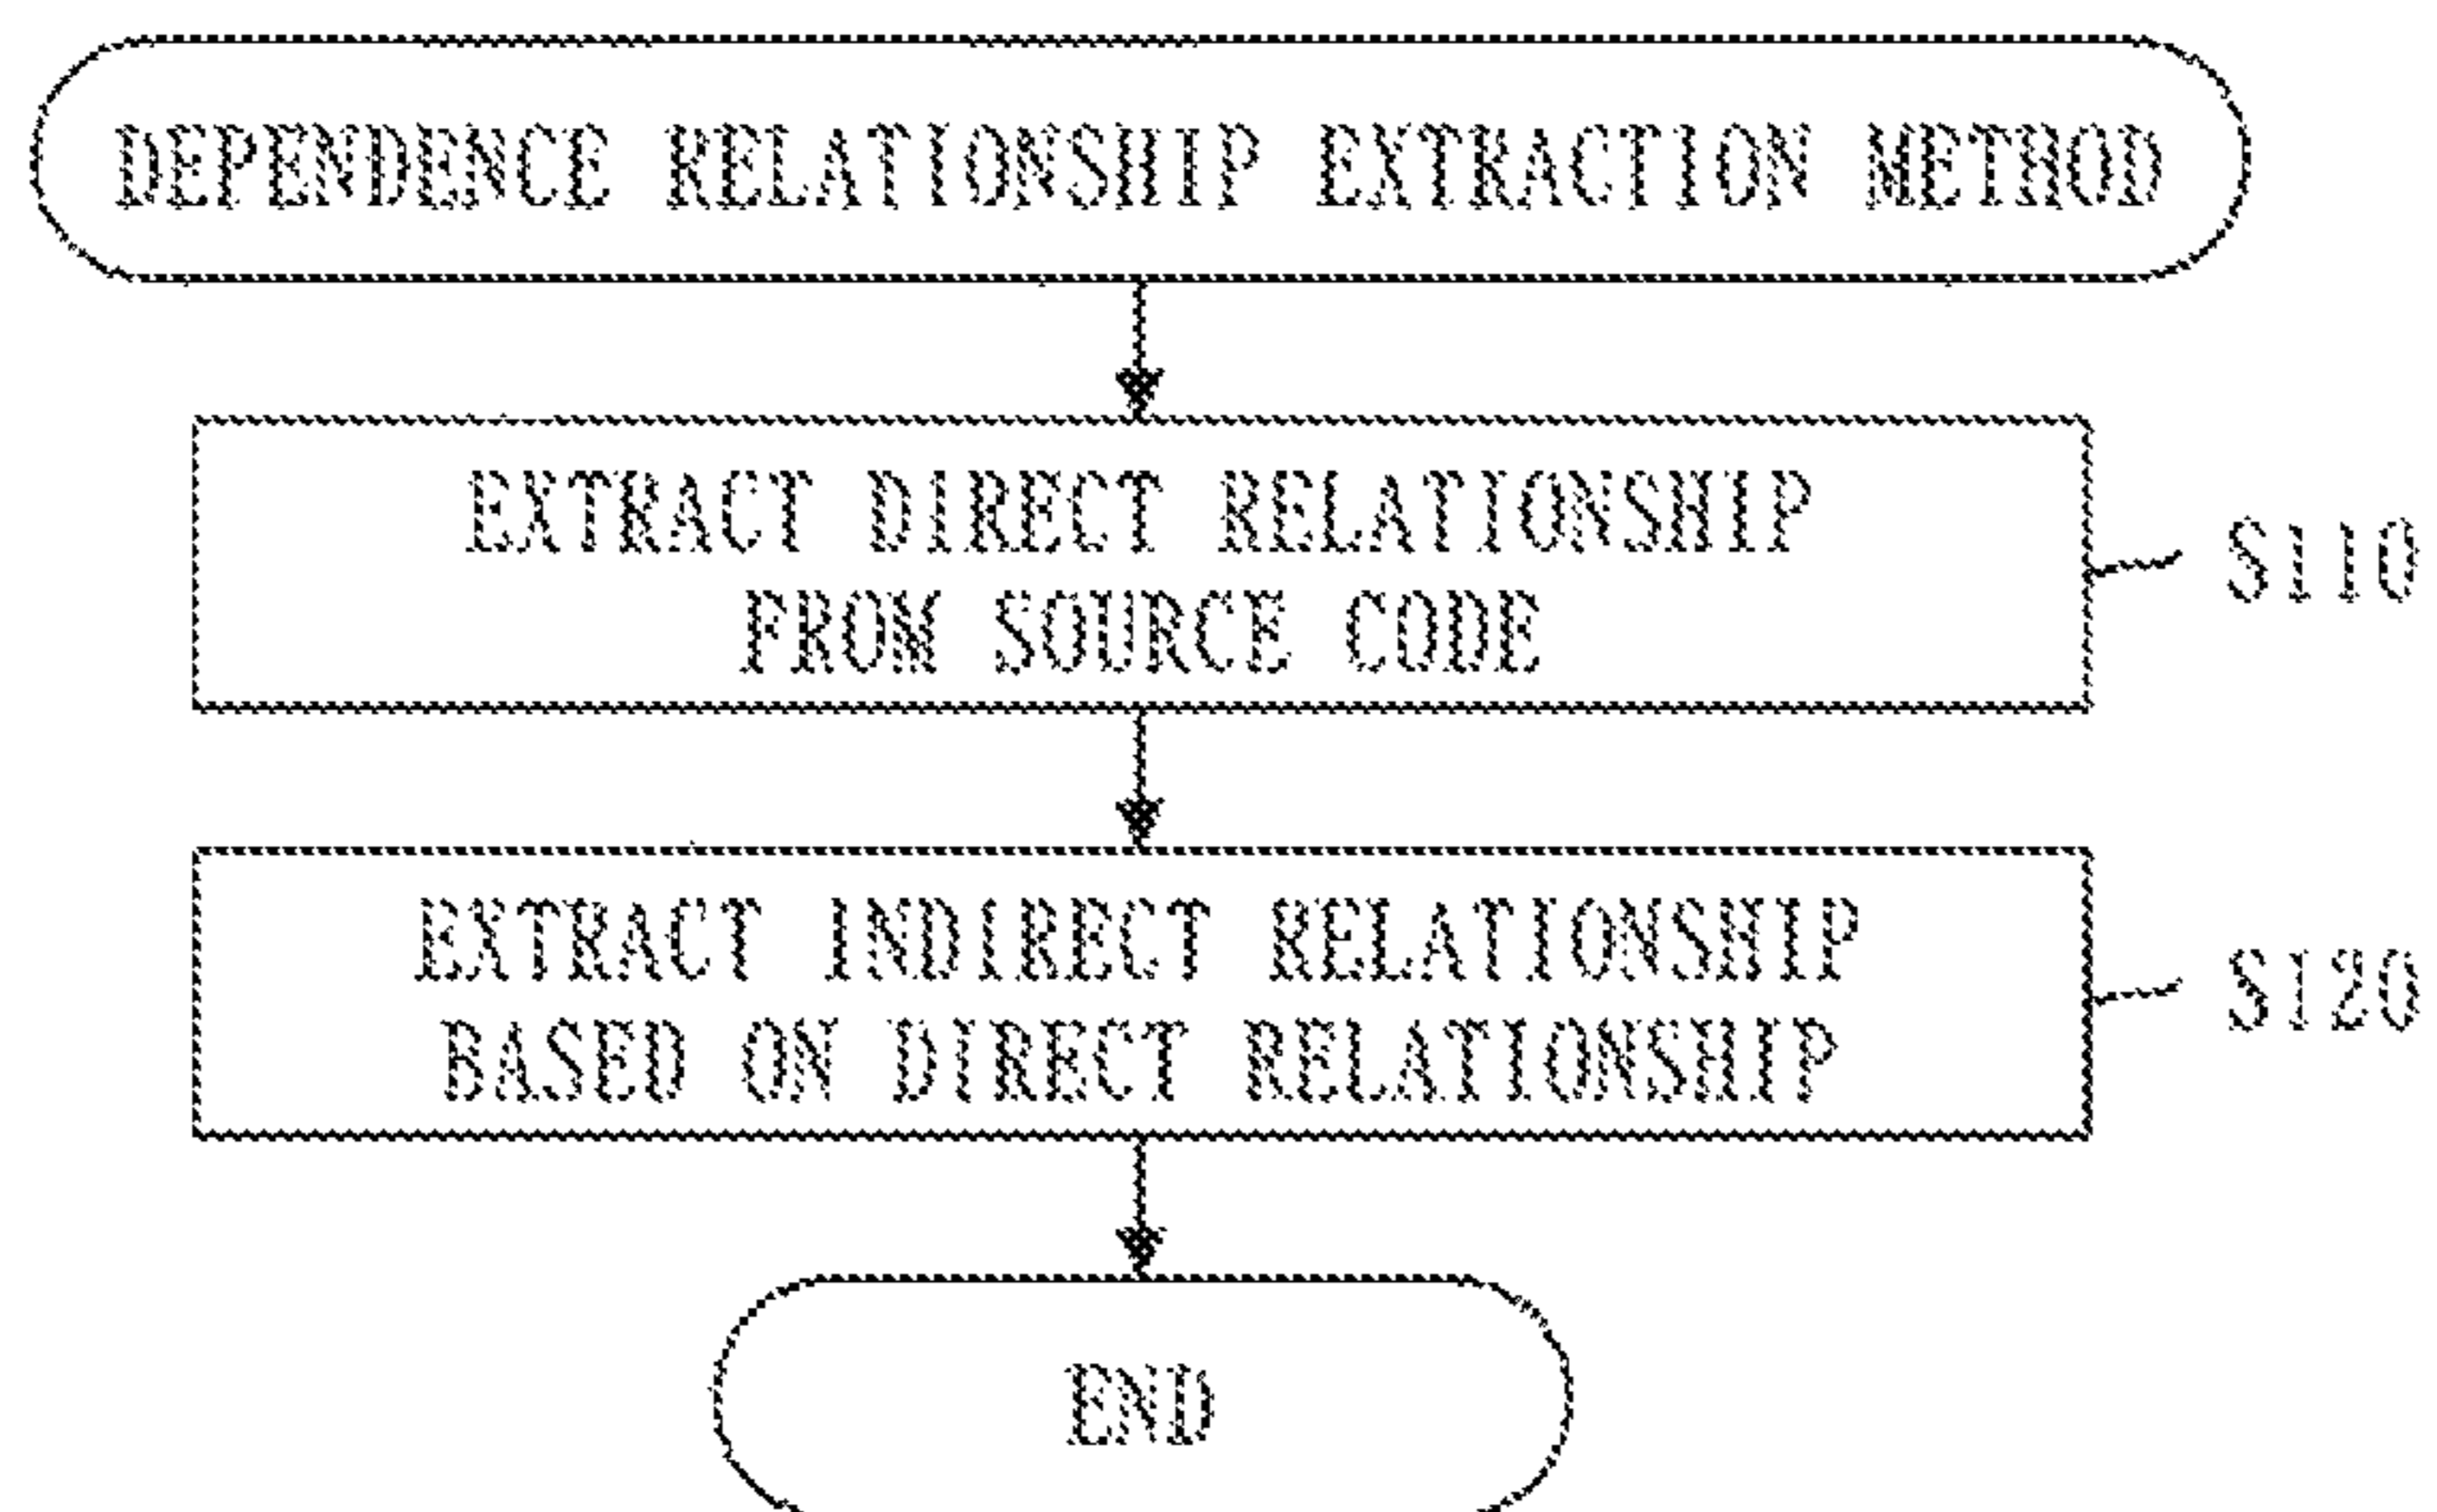 DEPENDENCE RELATIONSHIP EXTRACTION METHOD
EXTRACT DIRECT RELATIONSHIP
FROM SOURCE CODE
S110
EXTRACT INDIRECT RELATIONSHIP
BASED ON DIRECT RELATIONSHIP
S120
END